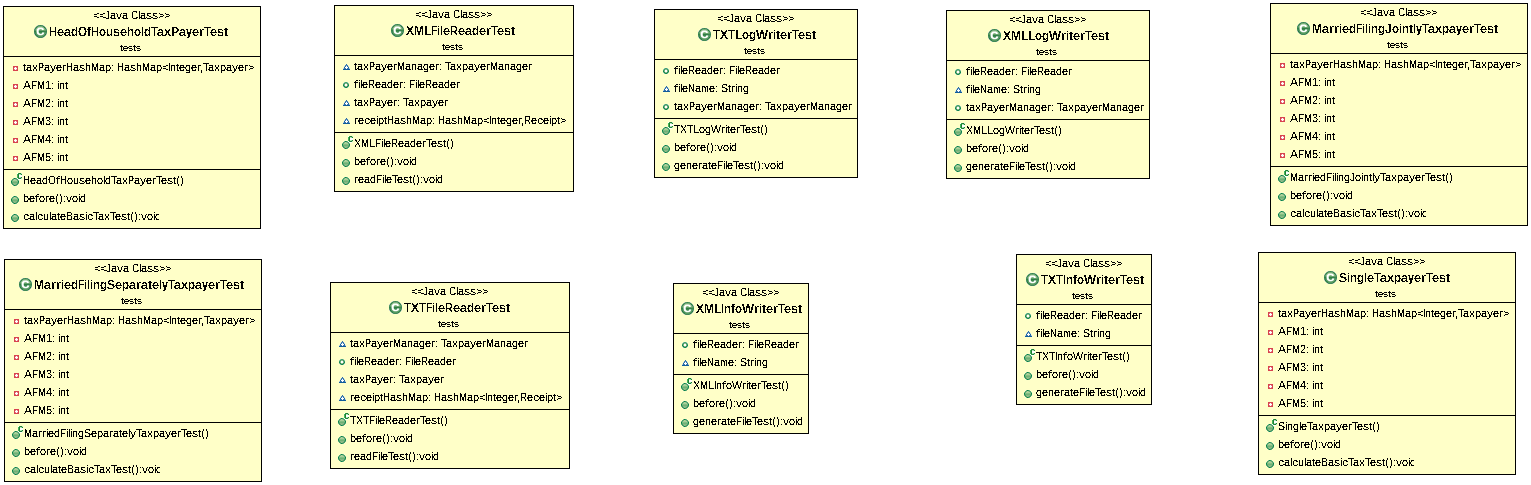 <<Java Class>>
HeadOfHouseholdTaxPayerTest
tests
taxPayerHashMap: HashMap<Integer,Taxpayer>
AFM1: int
AFM2: int
AFM3: int
AFM4: int
AFM5: int
HeadOfHouseholdTaxPayerTest()
before():void
calculateBasicTaxTest():voic
<<Java Class>>
XMLFileReaderTest
tests
taxPayerManager: TaxpayerManager
fileReader: FileReader
taxPayer: Taxpayer
receiptHashMap: HashMap<Integer,Receipt>
XMLFileReaderTest()
before():void
readFileTest():void
<<Java Class>>
TXTLogWriterTest
tests
fileReader: FileReader
fileName: String
taxPayerManager: TaxpayerManager
TXTLogWriterTest()
before():void
generateFileTest():void
<<Java Class>>
XMLLogWriterTest
tests
fileReader: FileReader
fileName: String
taxPayerManager: TaxpayerManager
XMLLogWriterTest()
before():void
generateFileTest():void
<<Java Class>>
MarriedFilingJointlyTaxpayerTest
tests
taxPayerHashMap: HashMap<Integer,Taxpayer>
AFM1: int
AFM2: int
AFM3: int
AFM4: int
AFM5: int
MarriedFilingJointlyTaxpayerTest()
before():void
calculateBasicTaxTest():voic
<<Java Class>>
MarriedFilingSeparatelyTaxpayerTest
tests
taxPayerHashMap: HashMap<Integer,Taxpayer>
AFM1: int
AFM2: int
AFM3: int
AFM4: int
AFM5: int
MarriedFilingSeparatelyTaxpayerTest()
before():void
calculateBasicTaxTest():voic
<<Java Class>>
TXTFileReaderTest
tests
taxPayerManager: TaxpayerManager
fileReader: FileReader
taxPayer: Taxpayer
receiptHashMap: HashMap<Integer,Receipt>
TXTFileReaderTest()
before():void
readFileTest():void
<<Java Class>>
XMLInfoWriterTest
tests
fileReader: FileReader
fileName: String
XMLInfoWriterTest()
before():void
generateFileTest():void
<<Java Class>>
TXTInfoWriterTest
tests
fileReader: FileReader
fileName: String
TXTInfoWriterTest()
before():void
generateFileTest():void
<<Java Class>>
SingleTaxpayerTest
tests
taxPayerHashMap: HashMap<Integer,Taxpayer>
AFM1: int
AFM2: int
AFM3: int
AFM4: int
AFM5: int
SingleTaxpayerTest()
before():void
calculateBasicTaxTest():voic